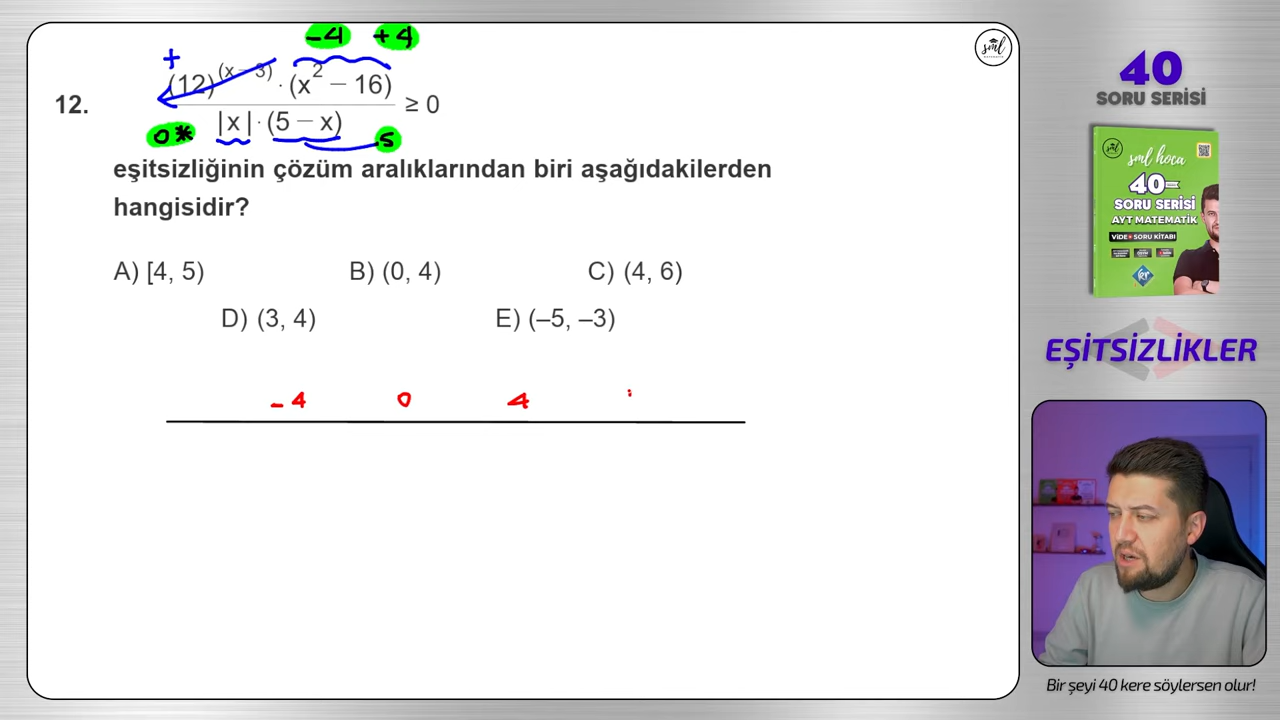 -4 +4
+
12. (12)^(x – 3) · (x² – 16) ≥ 0
|x| · (5 – x)
0* 5
eşitsizliğinin çözüm aralıklarından biri aşağıdakilerden
hangisidir?
A) [4, 5) B) (0, 4) C) (4, 6)
D) (3, 4) E) (–5, –3)
-4 0 4
sml
40
SORU SERİSİ
sml hoca
40
SORU SERİSİ
AYT MATEMATİK
VİDEO SORU KİTABI
KR
EŞİTSİZLİKLER
Bir şeyi 40 kere söylersen olur!